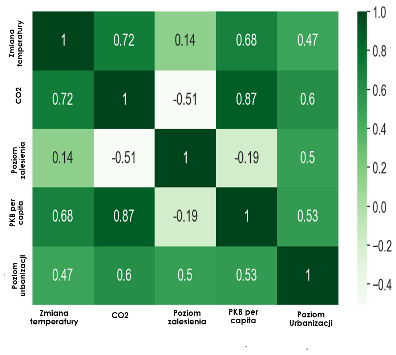 1.0
Zmiana
temperatury
1 0.72 0.14 0.68 0.47
0.8
CO2
0.72 1 -0.51 0.87 0.6
0.6
0.4
Poziom
zalesienia
0.14 -0.51 1 -0.19 0.5
0.2
0.0
PKB per
capita
0.68 0.87 -0.19 1 0.53
-0.2
Poziom
urbanizacji
0.47 0.6 0.5 0.53 1
-0.4
Zmiana
temperatury
CO2
Poziom
zalesienia
PKB per
capita
Poziom
Urbanizacji